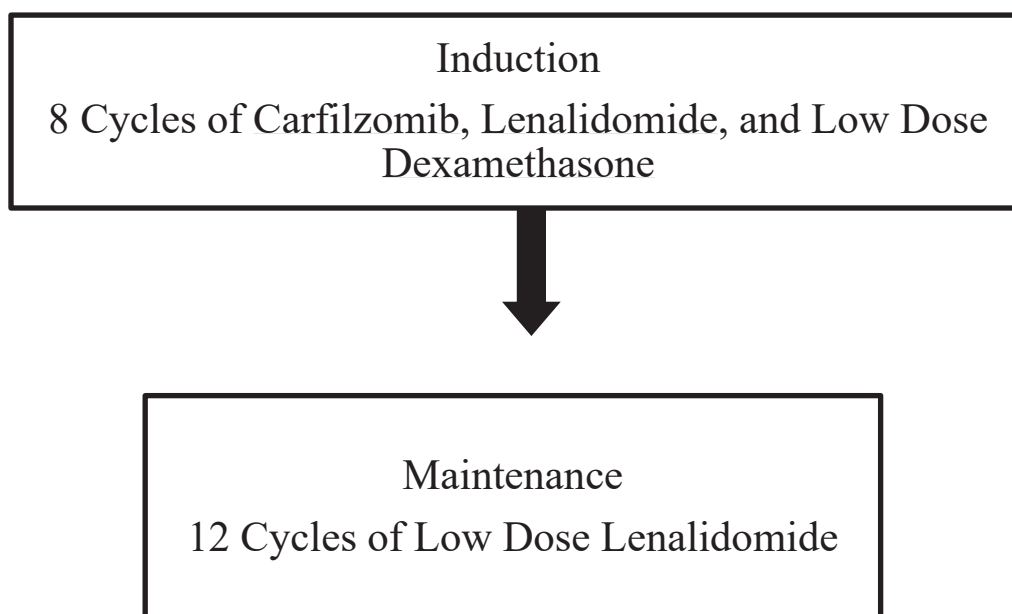 Induction
8 Cycles of Carfilzomib, Lenalidomide, and Low Dose
Dexamethasone
Maintenance
12 Cycles of Low Dose Lenalidomide